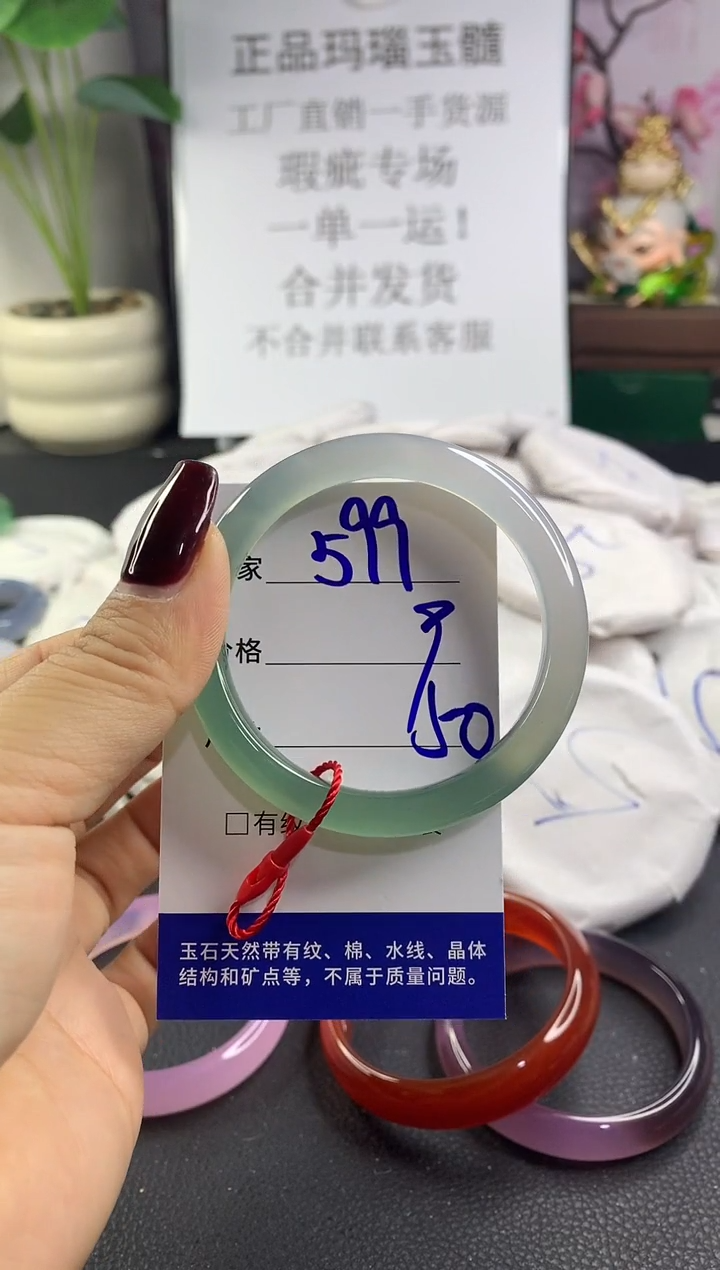 正品玛瑙玉髓
工厂直销一手货源
瑕疵专场
一单一运！
合并发货
不合并联系客服
家 599
格
50
□有纹
玉石天然带有纹、棉、水线、晶体
结构和矿点等，不属于质量问题。